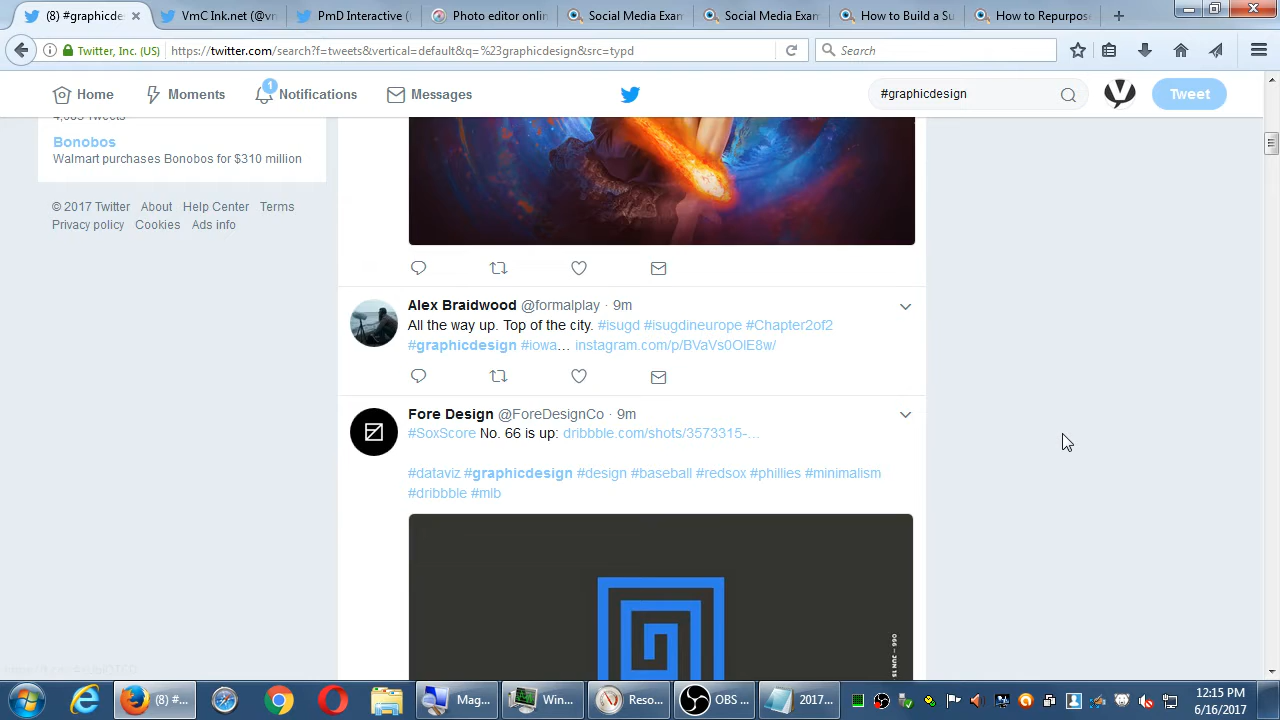 (8) #graphicde
VmC Ink.net (@vn
PmD Interactive (
Photo editor onlin
Social Media Exan
Social Media Exan
How to Build a Su
How to Repurpos
Twitter, Inc. (US)
https://twitter.com/search?f=tweets&vertical=default&q=%23graphicdesign&src=typd
Search
1
Home
Moments
Notifications
Messages
#graphicdesign
Tweet
Bonobos
Walmart purchases Bonobos for $310 million
© 2017 Twitter About Help Center Terms
Privacy policy Cookies Ads info
Alex Braidwood @formalplay · 9m
All the way up. Top of the city. #isugd #isugdineurope #Chapter2of2
#graphicdesign #iowa… instagram.com/p/BVaVs0OlE8w/
Fore Design @ForeDesignCo · 9m
#SoxScore No. 66 is up: dribbble.com/shots/3573315-…
#dataviz #graphicdesign #design #baseball #redsox #phillies #minimalism
#dribbble #mlb
066 – JUN 15
(8) #...
Mag...
Win...
Reso...
OBS ...
2017...
12:15 PM
6/16/2017